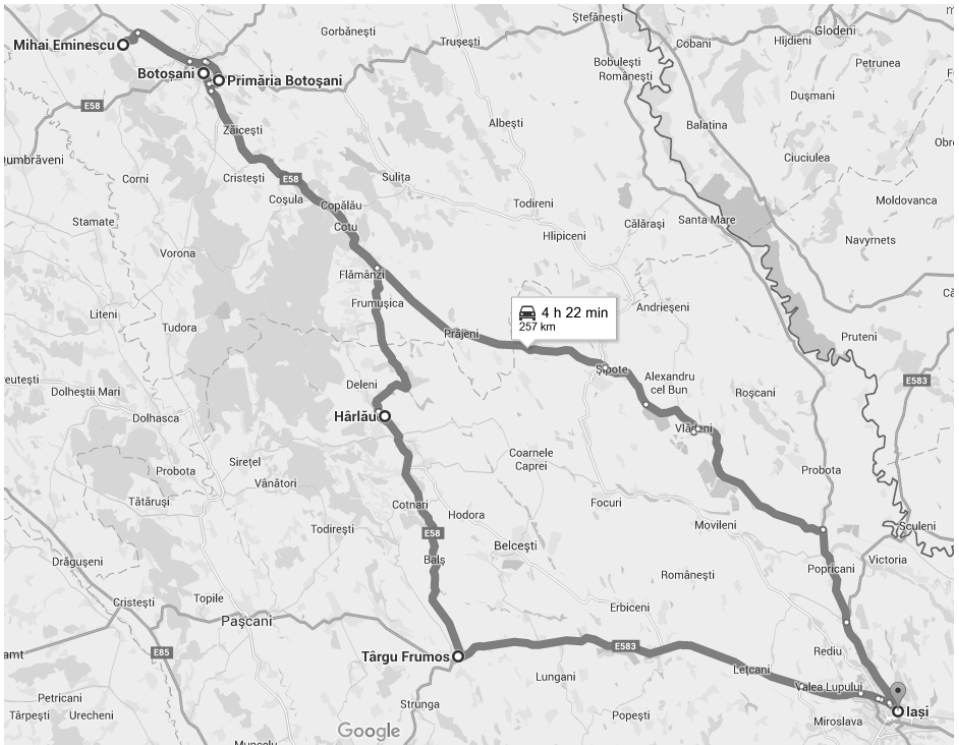 Ștefănești
Mihai Eminescu
Gorbănești
Trușești
Cobani
Hîjdieni
Glodeni
Bobulești
Românești
Petrunea
Botoșani
Primăria Botoșani
Dușmani
E58
Albești
Balatina
Zăicești
Dumbrăveni
Ciuciulea
Corni
Cristești
E58
Sulița
Coșula
Copălău
Todireni
Moldovanca
Stamate
Cotu
Călărași
Santa Mare
Hlipiceni
Navyrnets
Vorona
Flămânzi
Frumușica
Andrieșeni
4 h 22 min
257 km
Liteni
Tudora
Prăjeni
Pruteni
Șipote
E583
Deleni
Alexandru
cel Bun
Dolheștii Mari
Roșcani
Dolhasca
Hârlău
Vlădeni
Coarnele
Caprei
Sirețel
Probota
Probota
Vânători
Tătăruși
Cotnari
Focuri
Hodora
Movileni
Sculeni
Todirești
E58
Belcești
Balș
Victoria
Drăgușeni
Popricani
Românești
Cristești
Topile
Erbiceni
Pașcani
E583
Rediu
E85
Târgu Frumos
Lețcani
Lungani
Valea Lupului
Petricani
Strunga
Iași
Târpești
Urecheni
Popești
Miroslava
Google